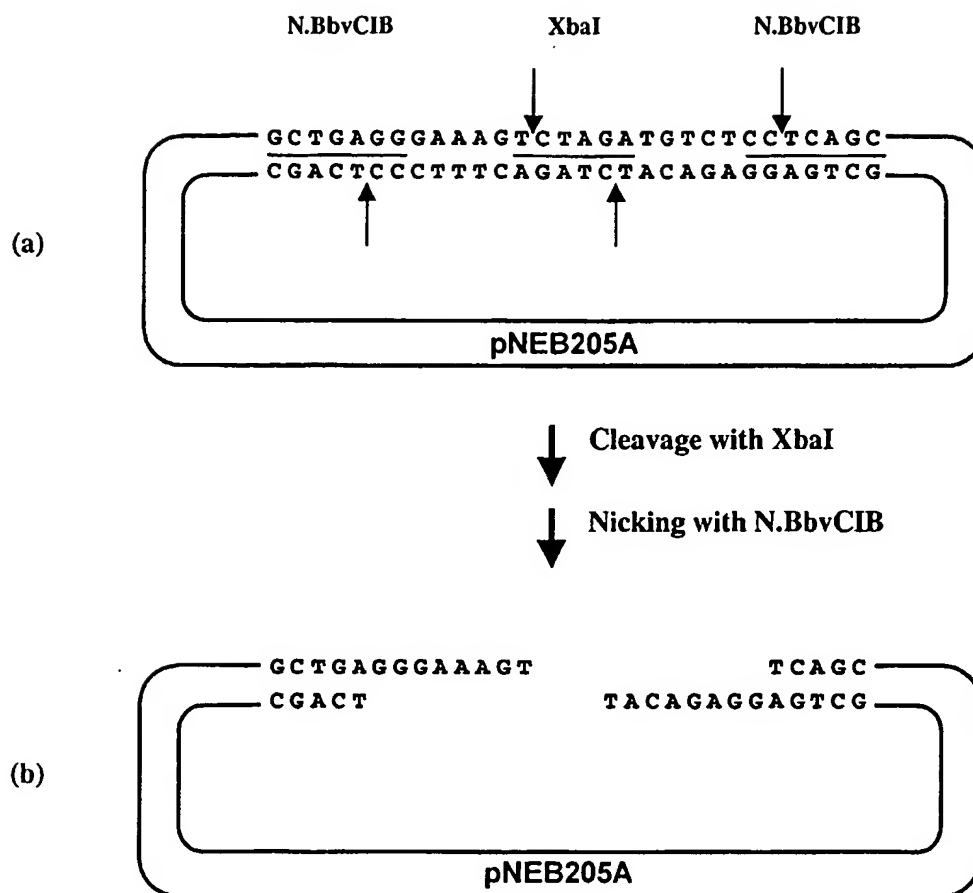 N.BbvCIB XbaI N.BbvCIB
GCTGAGGGAAAGTCTAGATGTCTCCTCAGC
CGACTCCCTTTCAGATCTACAGAGGAGTCG
(a)
pNEB205A
Cleavage with XbaI
Nicking with N.BbvCIB
GCTGAGGGAAAGT TCAGC
CGACT TACAGAGGAGTCG
(b)
pNEB205A